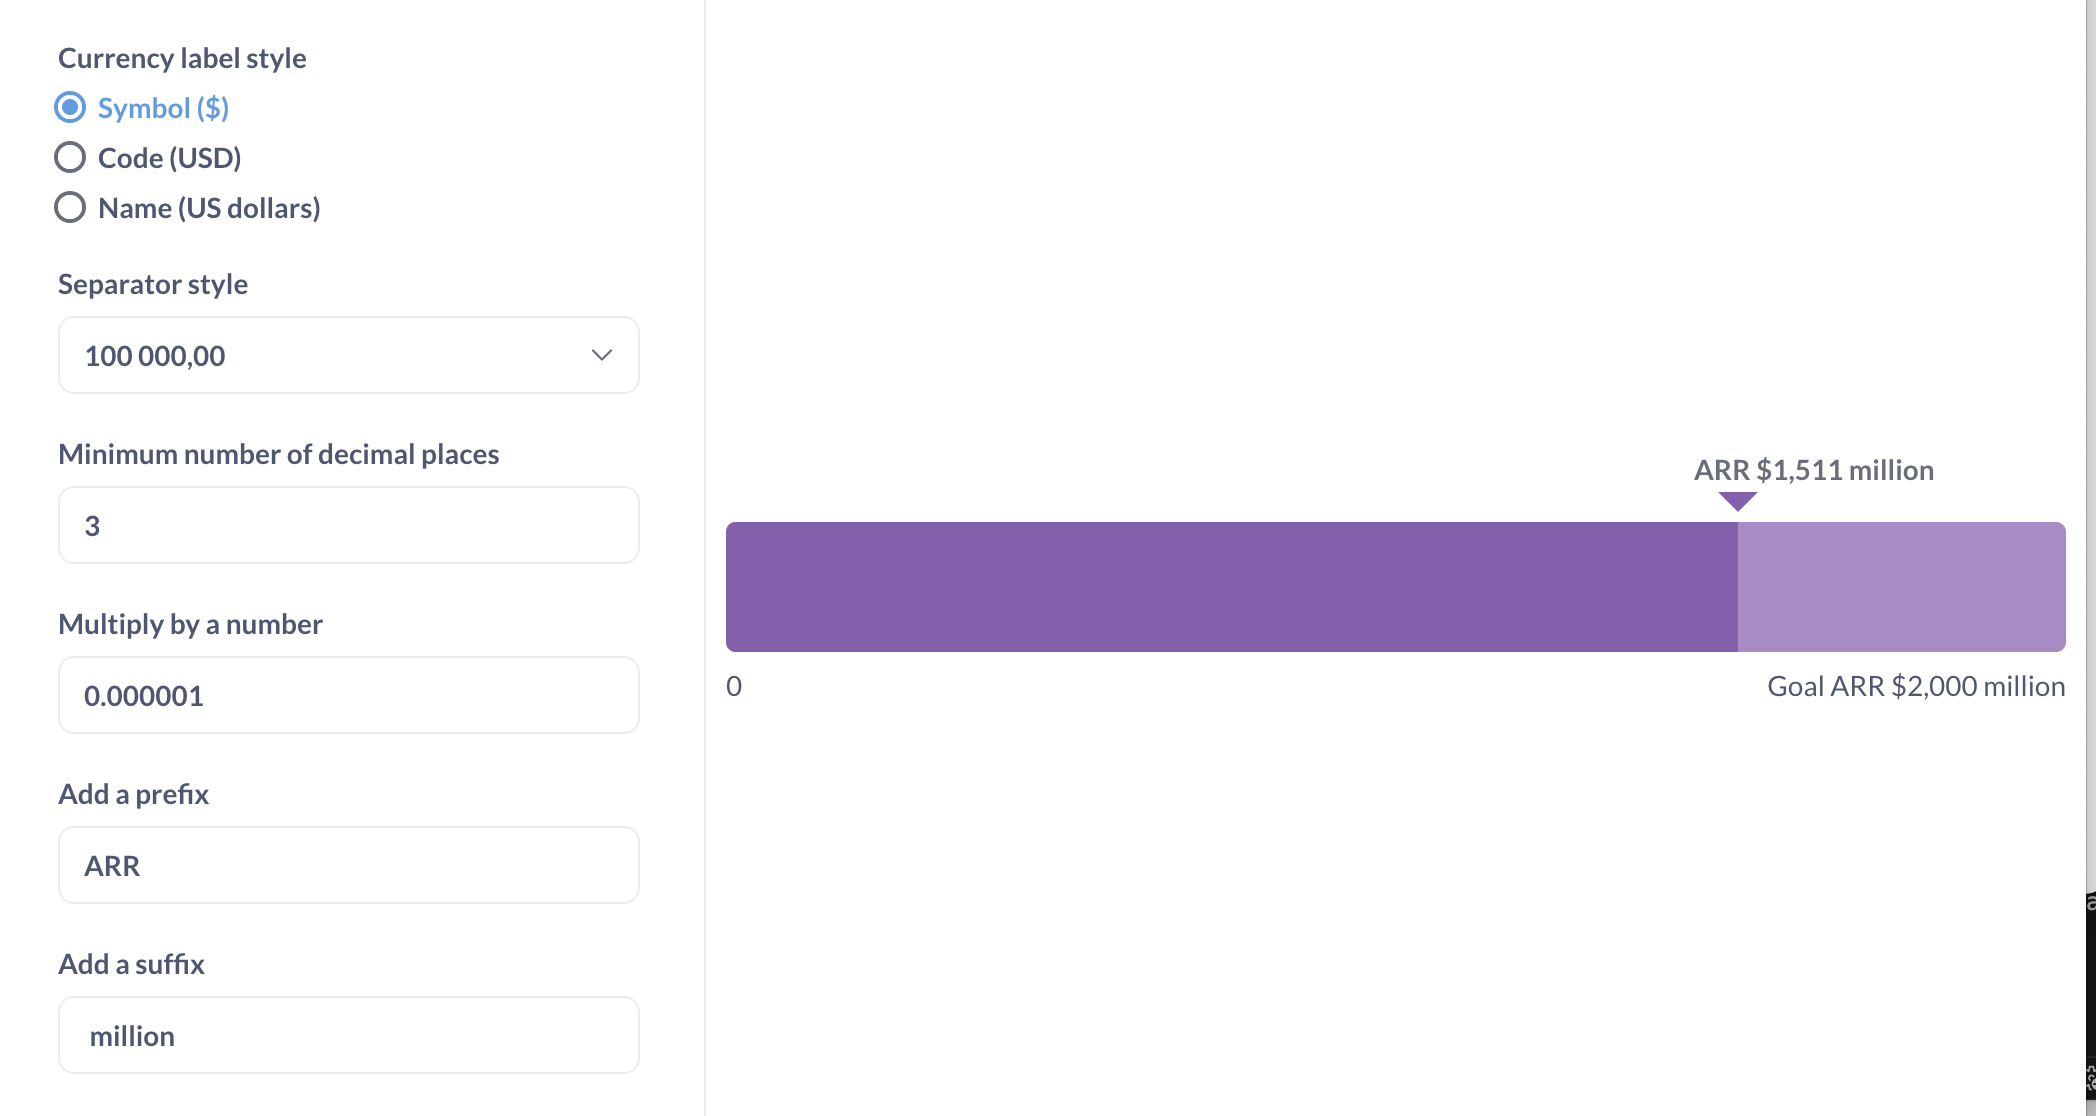 Currency label style
Symbol ($)
Code (USD)
Name (US dollars)
Separator style
100 000,00
Minimum number of decimal places
3
Multiply by a number
0.000001
Add a prefix
ARR
Add a suffix
million
ARR $1,511 million
0
Goal ARR $2,000 million